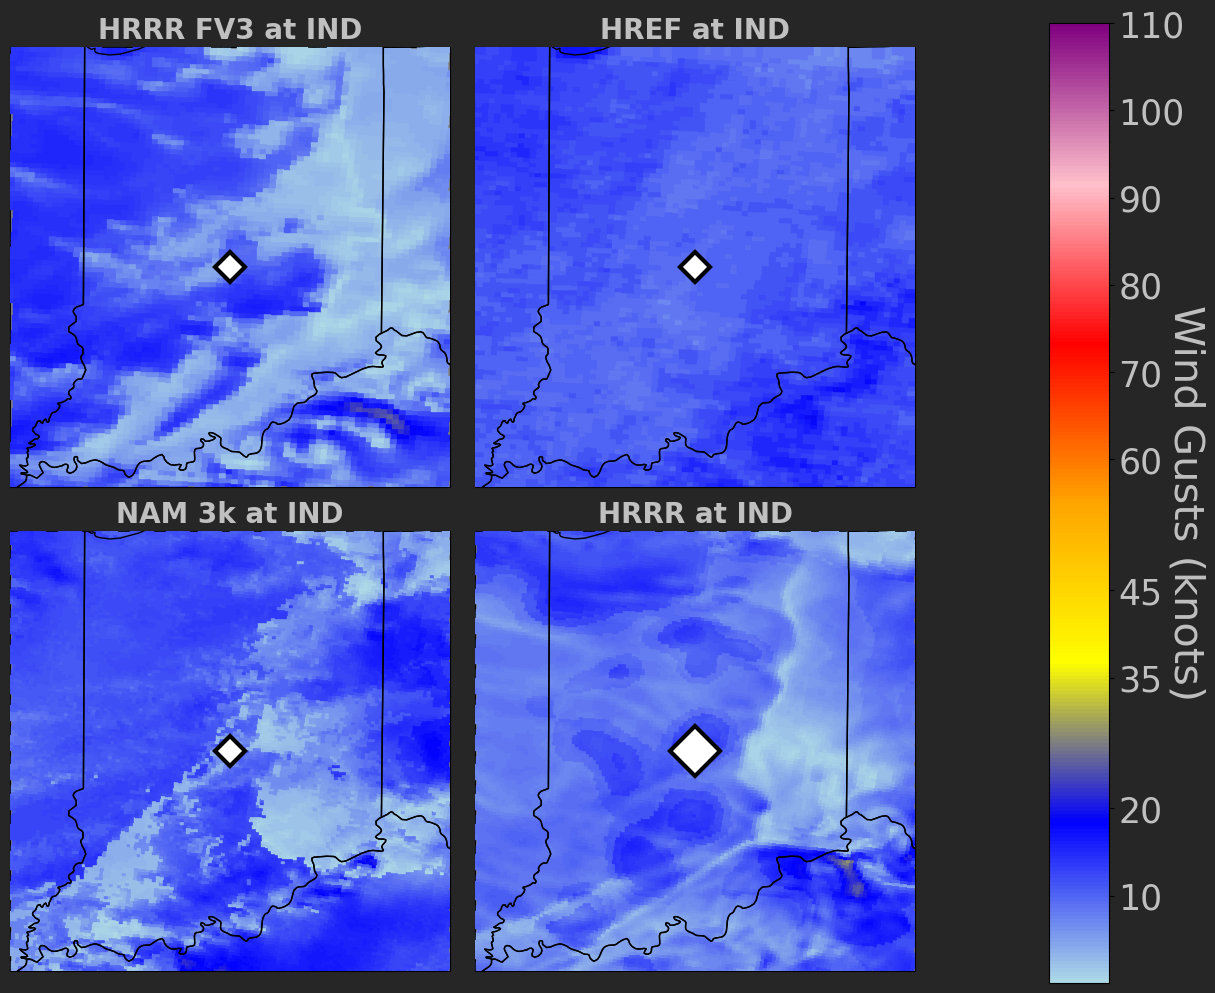 HRRR FV3 at IND
HREF at IND
NAM 3k at IND
HRRR at IND
110
100
90
80
70
60
45
35
20
10
Wind Gusts (knots)